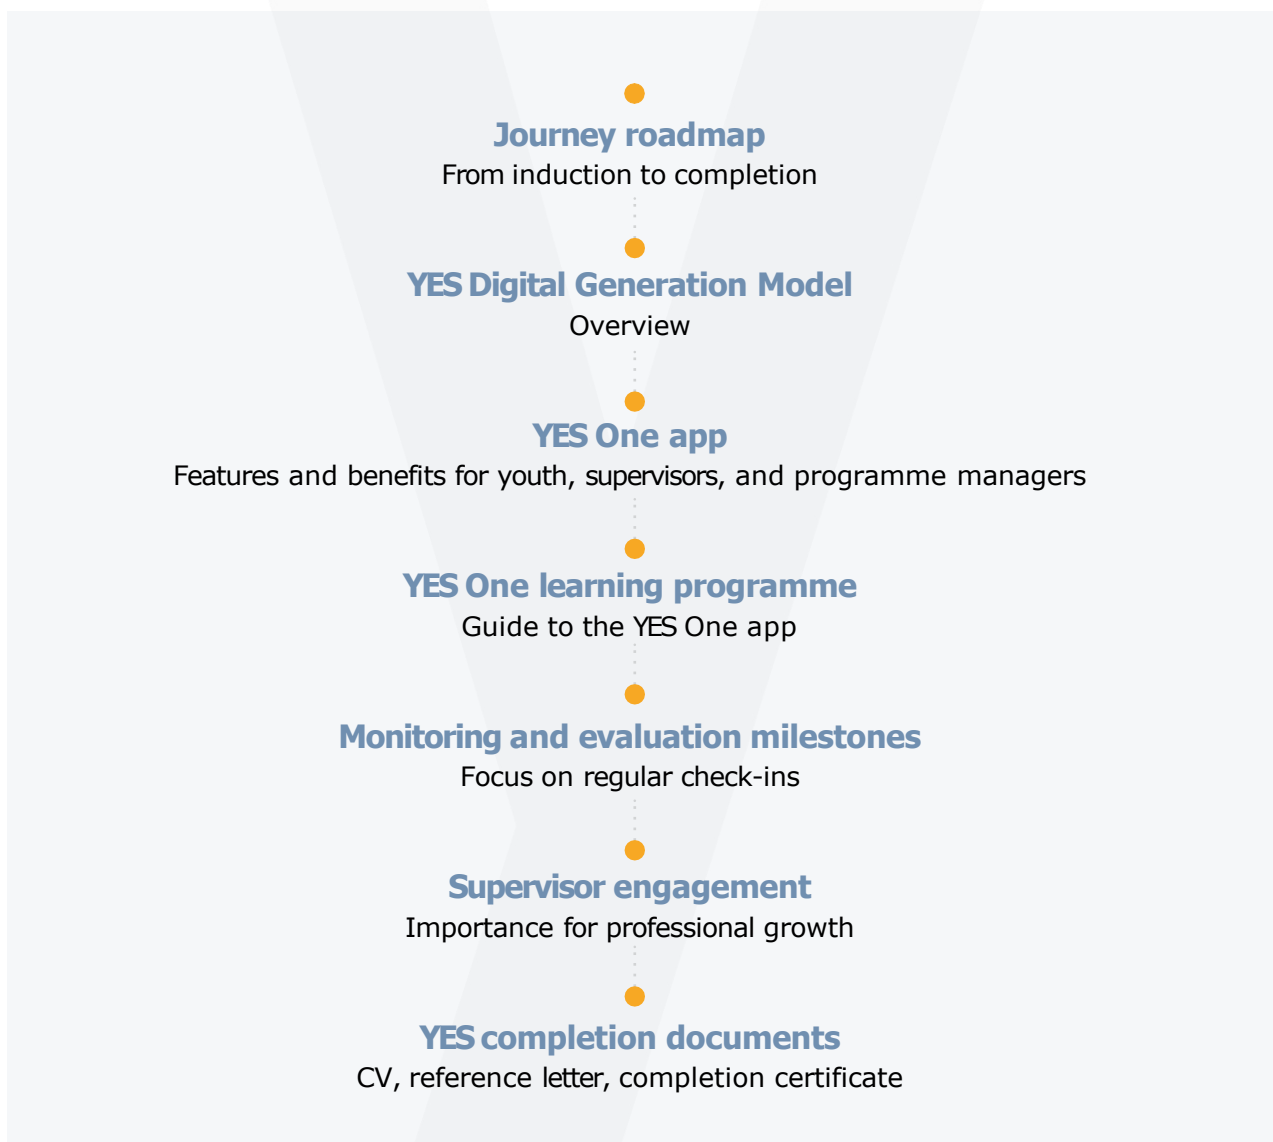 Journey roadmap
From induction to completion
YES Digital Generation Model
Overview
YES One app
Features and benefits for youth, supervisors, and programme managers
YES One learning programme
Guide to the YES One app
Monitoring and evaluation milestones
Focus on regular check-ins
Supervisor engagement
Importance for professional growth
YES completion documents
CV, reference letter, completion certificate